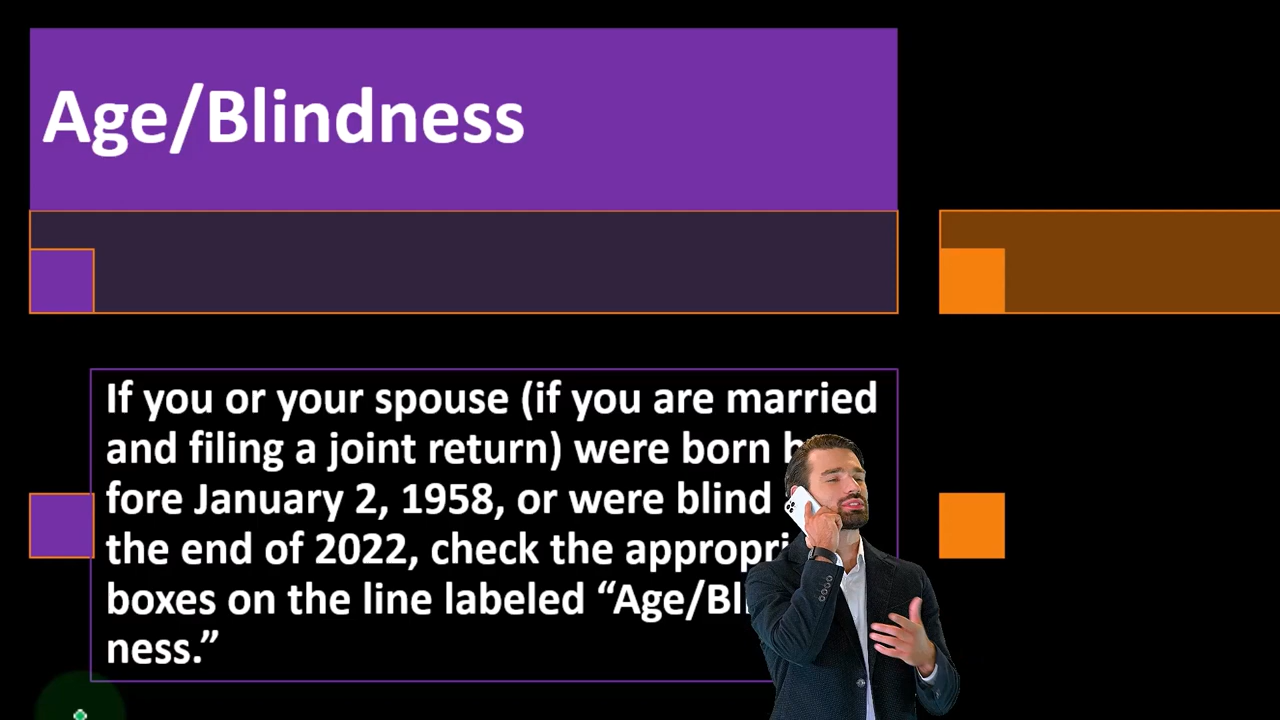 Age/Blindness
If you or your spouse (if you are married
and filing a joint return) were born
fore January 2, 1958, or were blind
the end of 2022, check the
boxes on the line labeled “Age/
ness.”